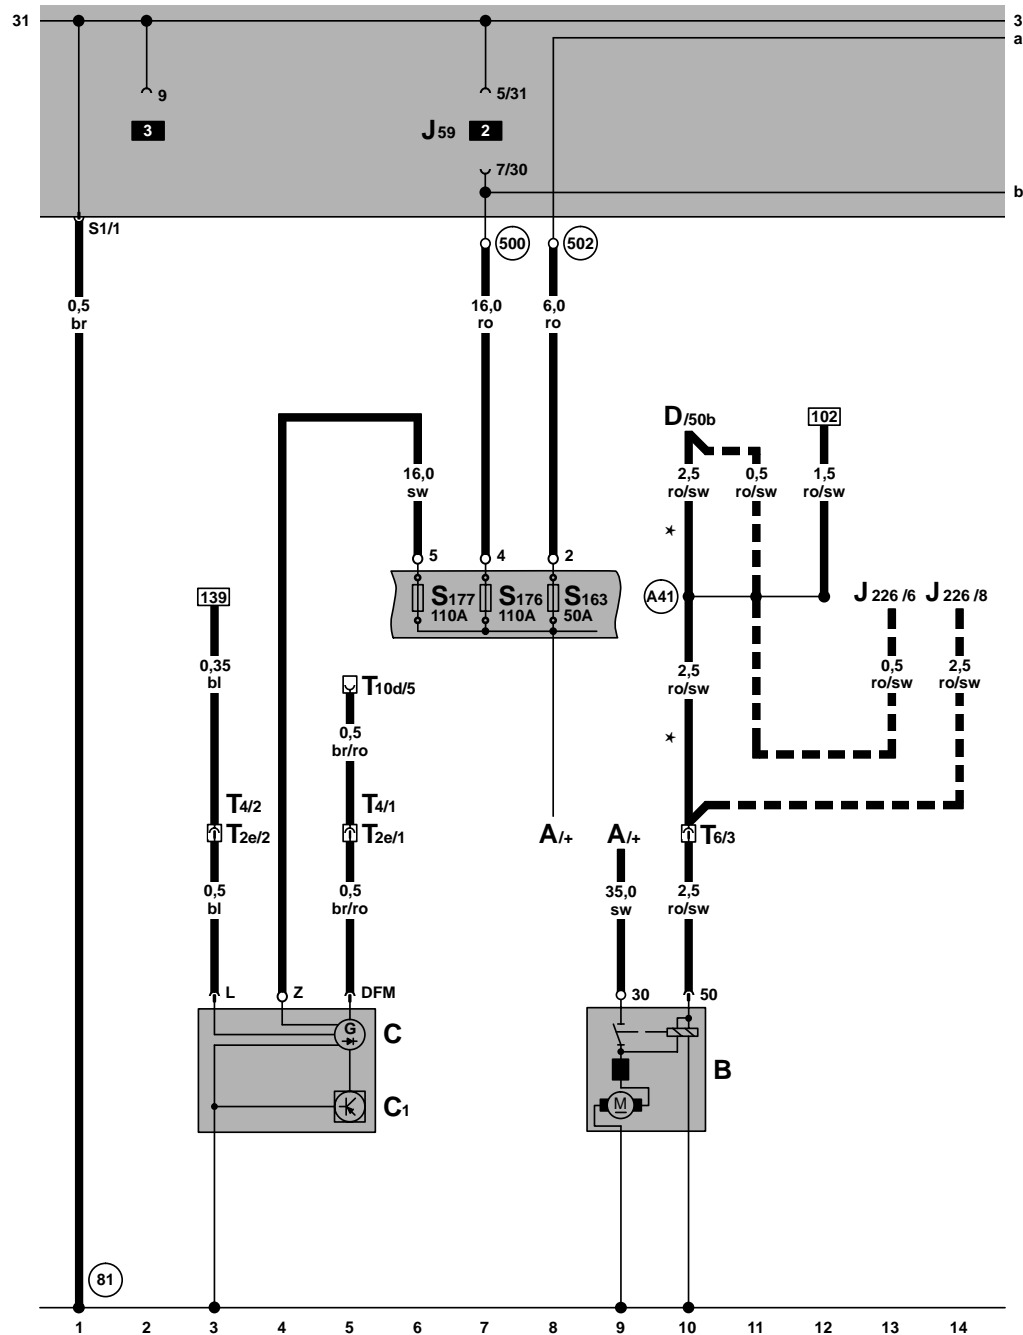 31
3
a
9
5/31
3
J 59
2
7/30
b
S1/1
500
502
0,5
br
16,0
ro
6,0
ro
D/50b
102
16,0
sw
2,5
ro/sw
0,5
ro/sw
1,5
ro/sw
*
5
4
2
139
S177
110A
S176
110A
S163
50A
A41
J 226 /6
J 226 /8
0,35
bl
2,5
ro/sw
0,5
ro/sw
2,5
ro/sw
T10d/5
0,5
br/ro
*
T4/2
T4/1
T2e/2
T2e/1
A/+
A/+
T6/3
0,5
bl
0,5
br/ro
35,0
sw
2,5
ro/sw
L
Z
DFM
30
50
G
C
B
C1
M
81
1 2 3 4 5 6 7 8 9 10 11 12 13 14